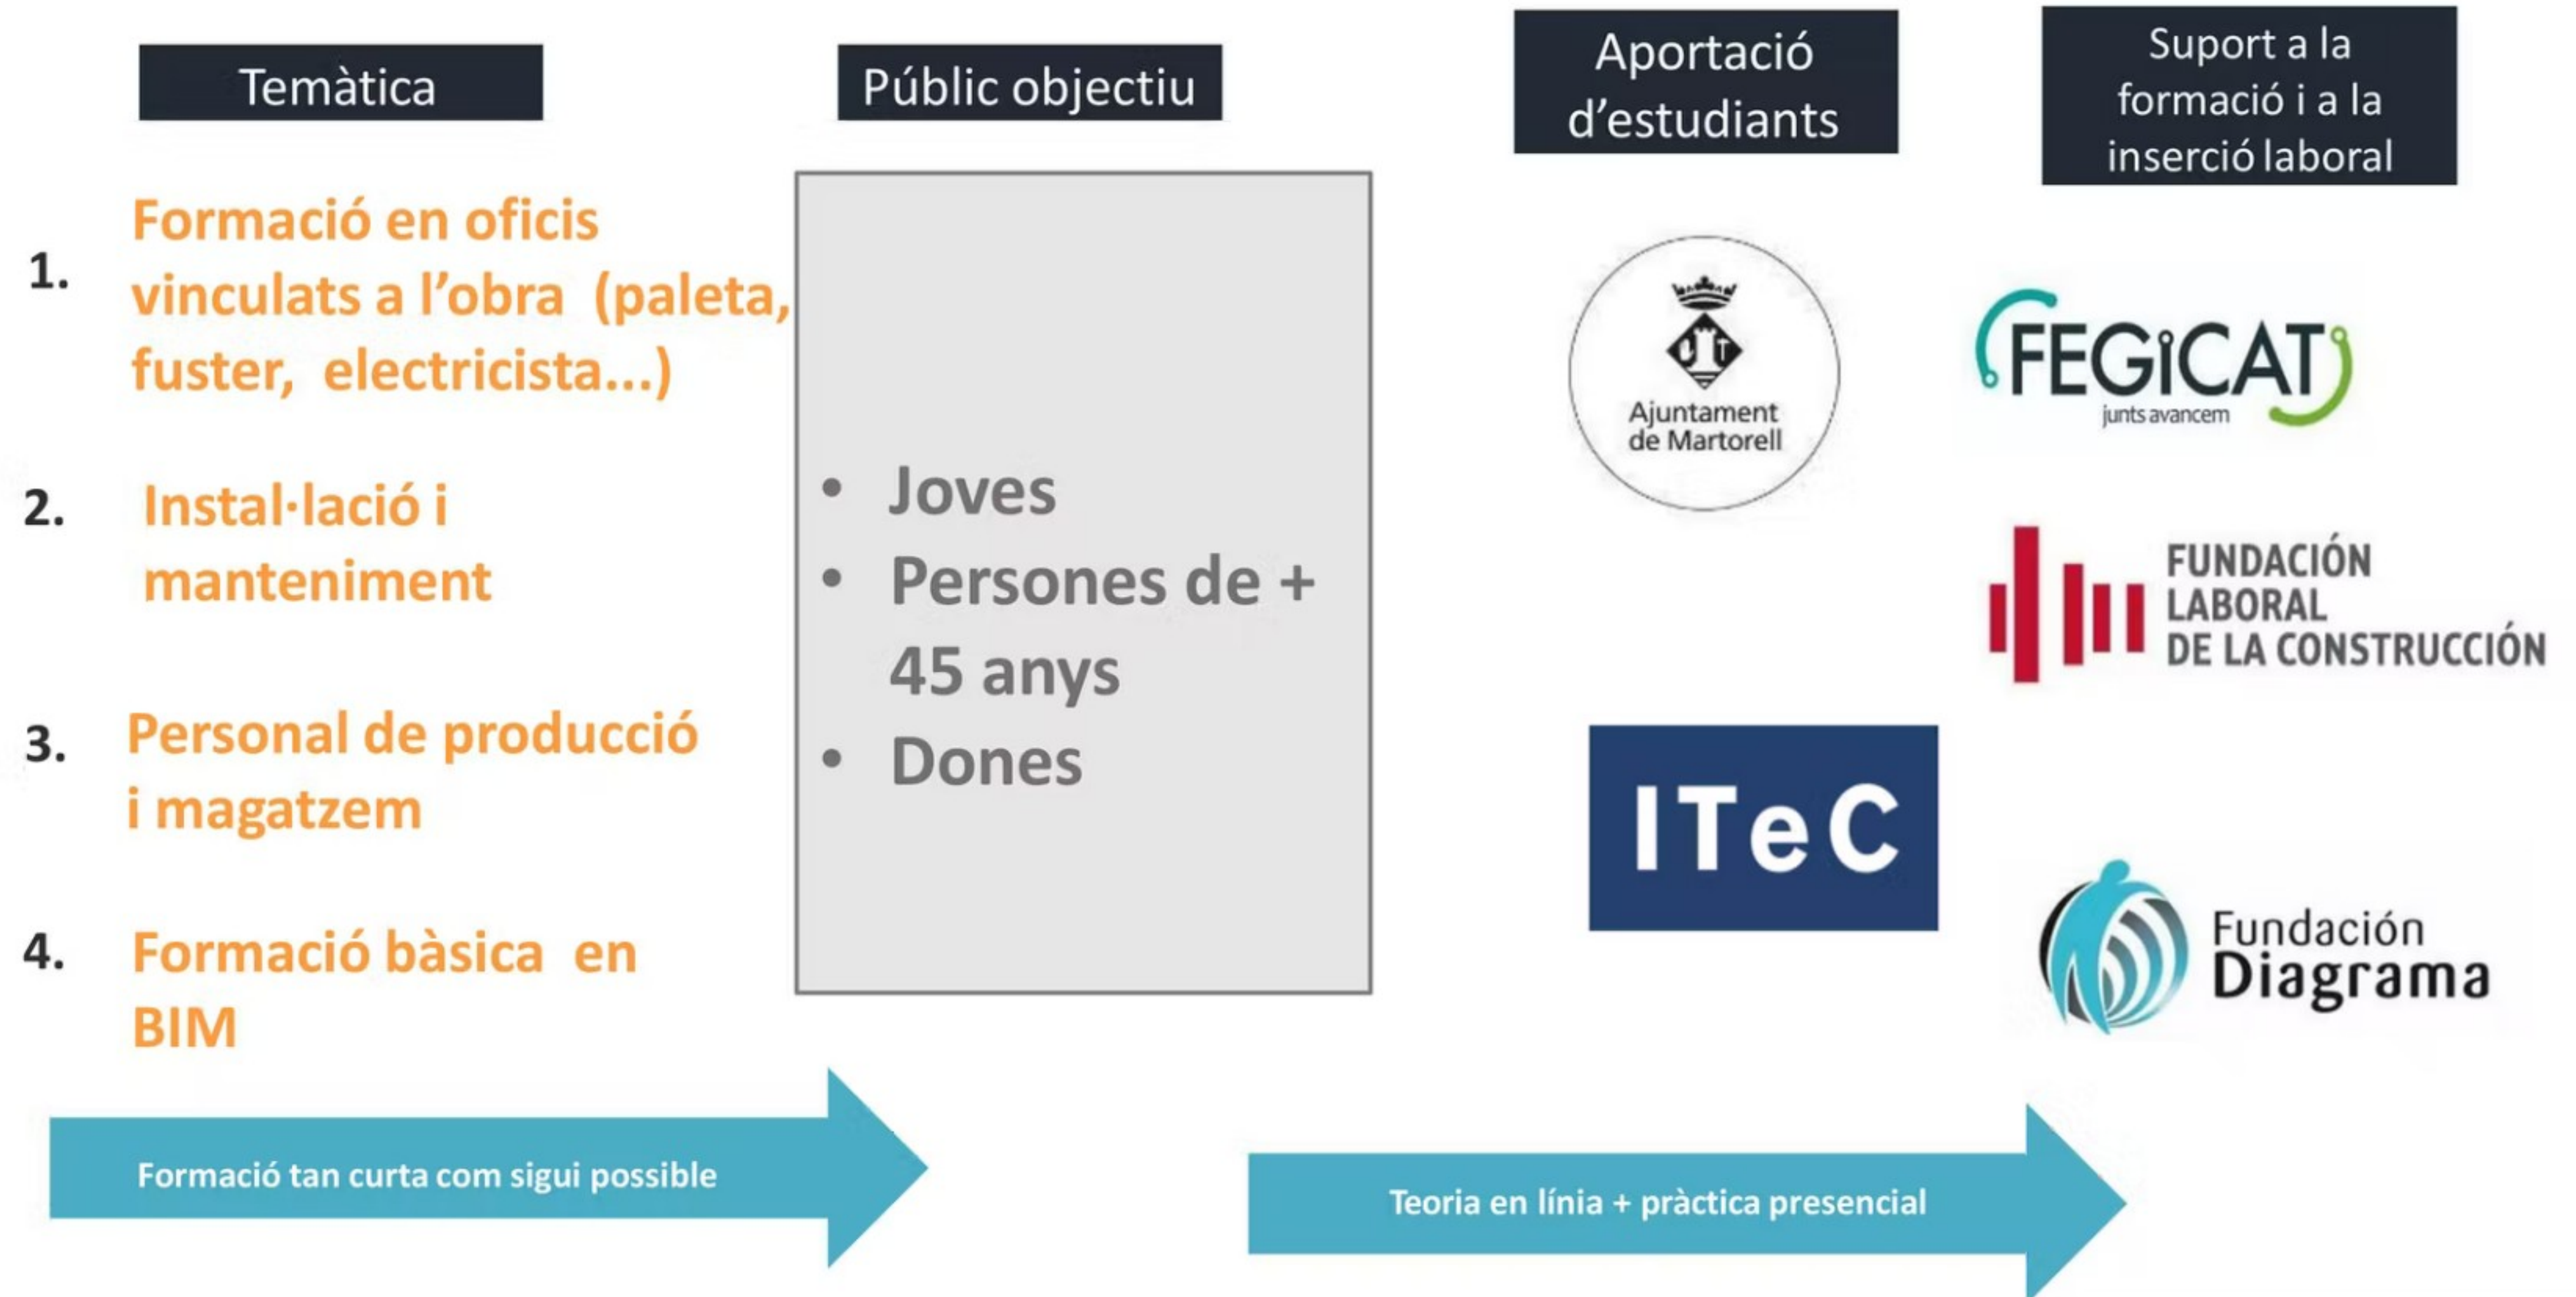 Temàtica
Públic objectiu
Aportació
d'estudiants
Suport a la
formació i a la
inserció laboral
1.
Formació en oficis
vinculats a l'obra (paleta,
fuster, electricista...)
2.
Instal·lació i
manteniment
3.
Personal de producció
i magatzem
4.
Formació bàsica en
BIM
• Joves
• Persones de +
45 anys
• Dones
Ajuntament
de Martorell
ITeC
FEGiCAT
junts avancem
FUNDACIÓN
LABORAL
DE LA CONSTRUCCIÓN
Fundación
Diagrama
Formació tan curta com sigui possible
Teoria en línia + pràctica presencial